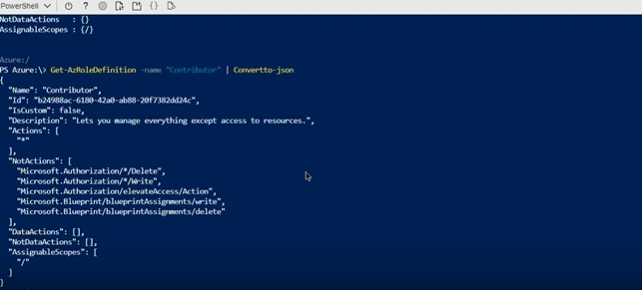 PowerShell
NotDataActions   : {}
AssignableScopes : {/}
Azure:/
PS Azure:\> Get-AzRoleDefinition -name "Contributor" | Convertto-json
{
  "Name": "Contributor",
  "Id": "b24988ac-6180-42a0-ab88-20f7382dd24c",
  "IsCustom": false,
  "Description": "Lets you manage everything except access to resources.",
  "Actions": [
    "*"
  ],
  "NotActions": [
    "Microsoft.Authorization/*/Delete",
    "Microsoft.Authorization/*/Write",
    "Microsoft.Authorization/elevateAccess/Action",
    "Microsoft.Blueprint/blueprintAssignments/write",
    "Microsoft.Blueprint/blueprintAssignments/delete"
  ],
  "DataActions": [],
  "NotDataActions": [],
  "AssignableScopes": [
    "/"
  ]
}